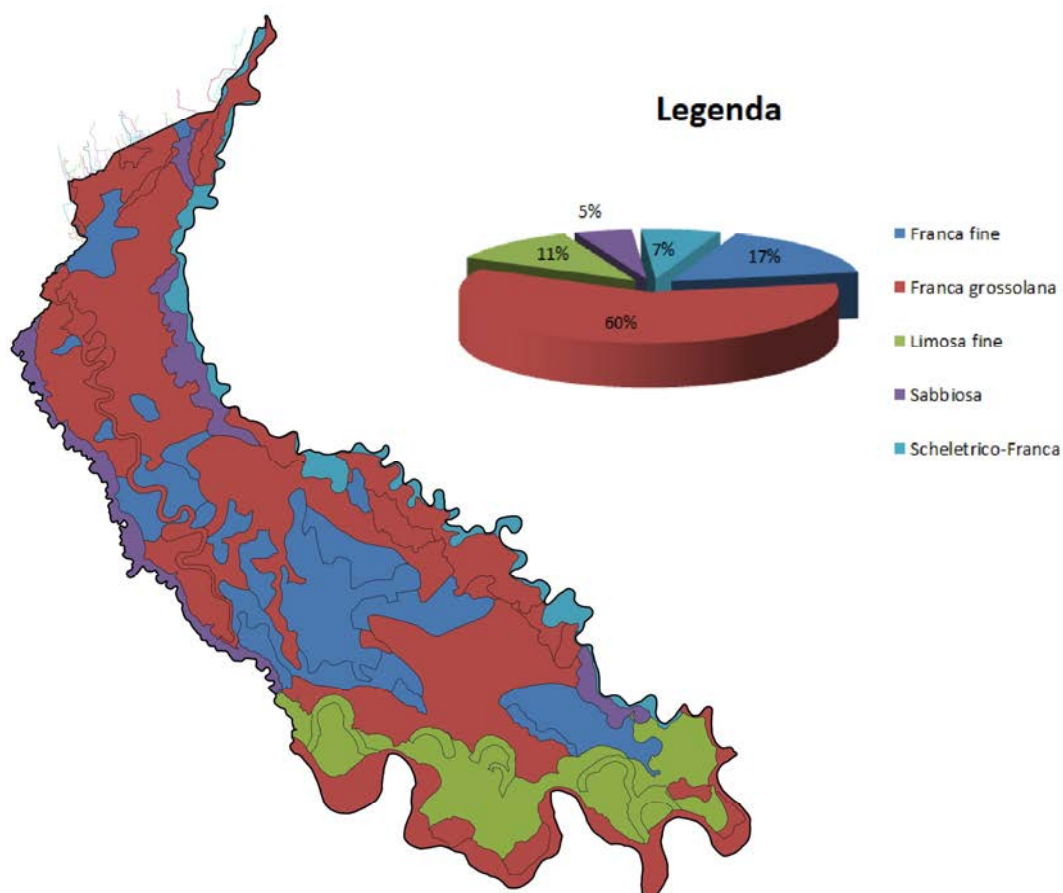 Legenda
5%
7%
11%
17%
60%
Franca fine
Franca grossolana
Limosa fine
Sabbiosa
Scheletrico-Franca